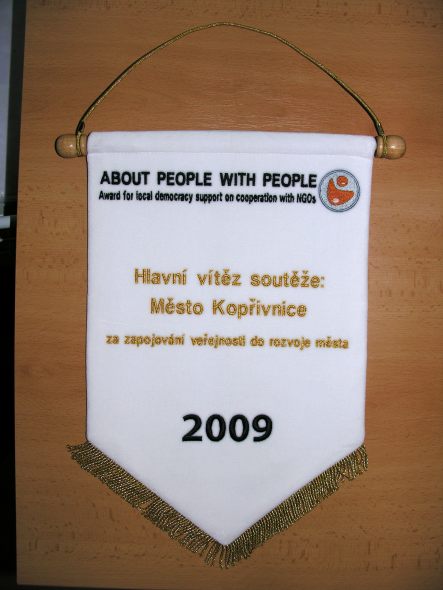 ABOUT PEOPLE WITH PEOPLE
Award for local democracy support on cooperation with NGOs
Hlavní vítěz soutěže:
Město Kopřivnice
za zapojování veřejnosti do rozvoje města
2009